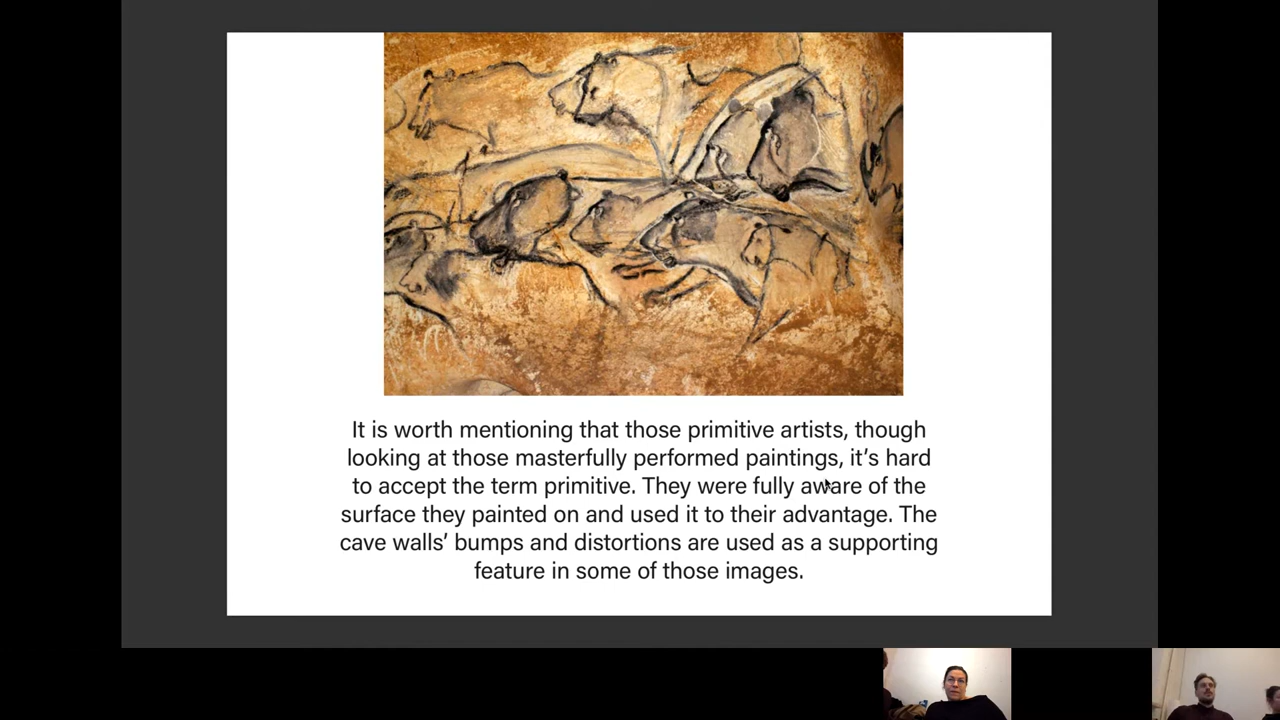 It is worth mentioning that those primitive artists, though
looking at those masterfully performed paintings, it’s hard
to accept the term primitive. They were fully aware of the
surface they painted on and used it to their advantage. The
cave walls’ bumps and distortions are used as a supporting
feature in some of those images.